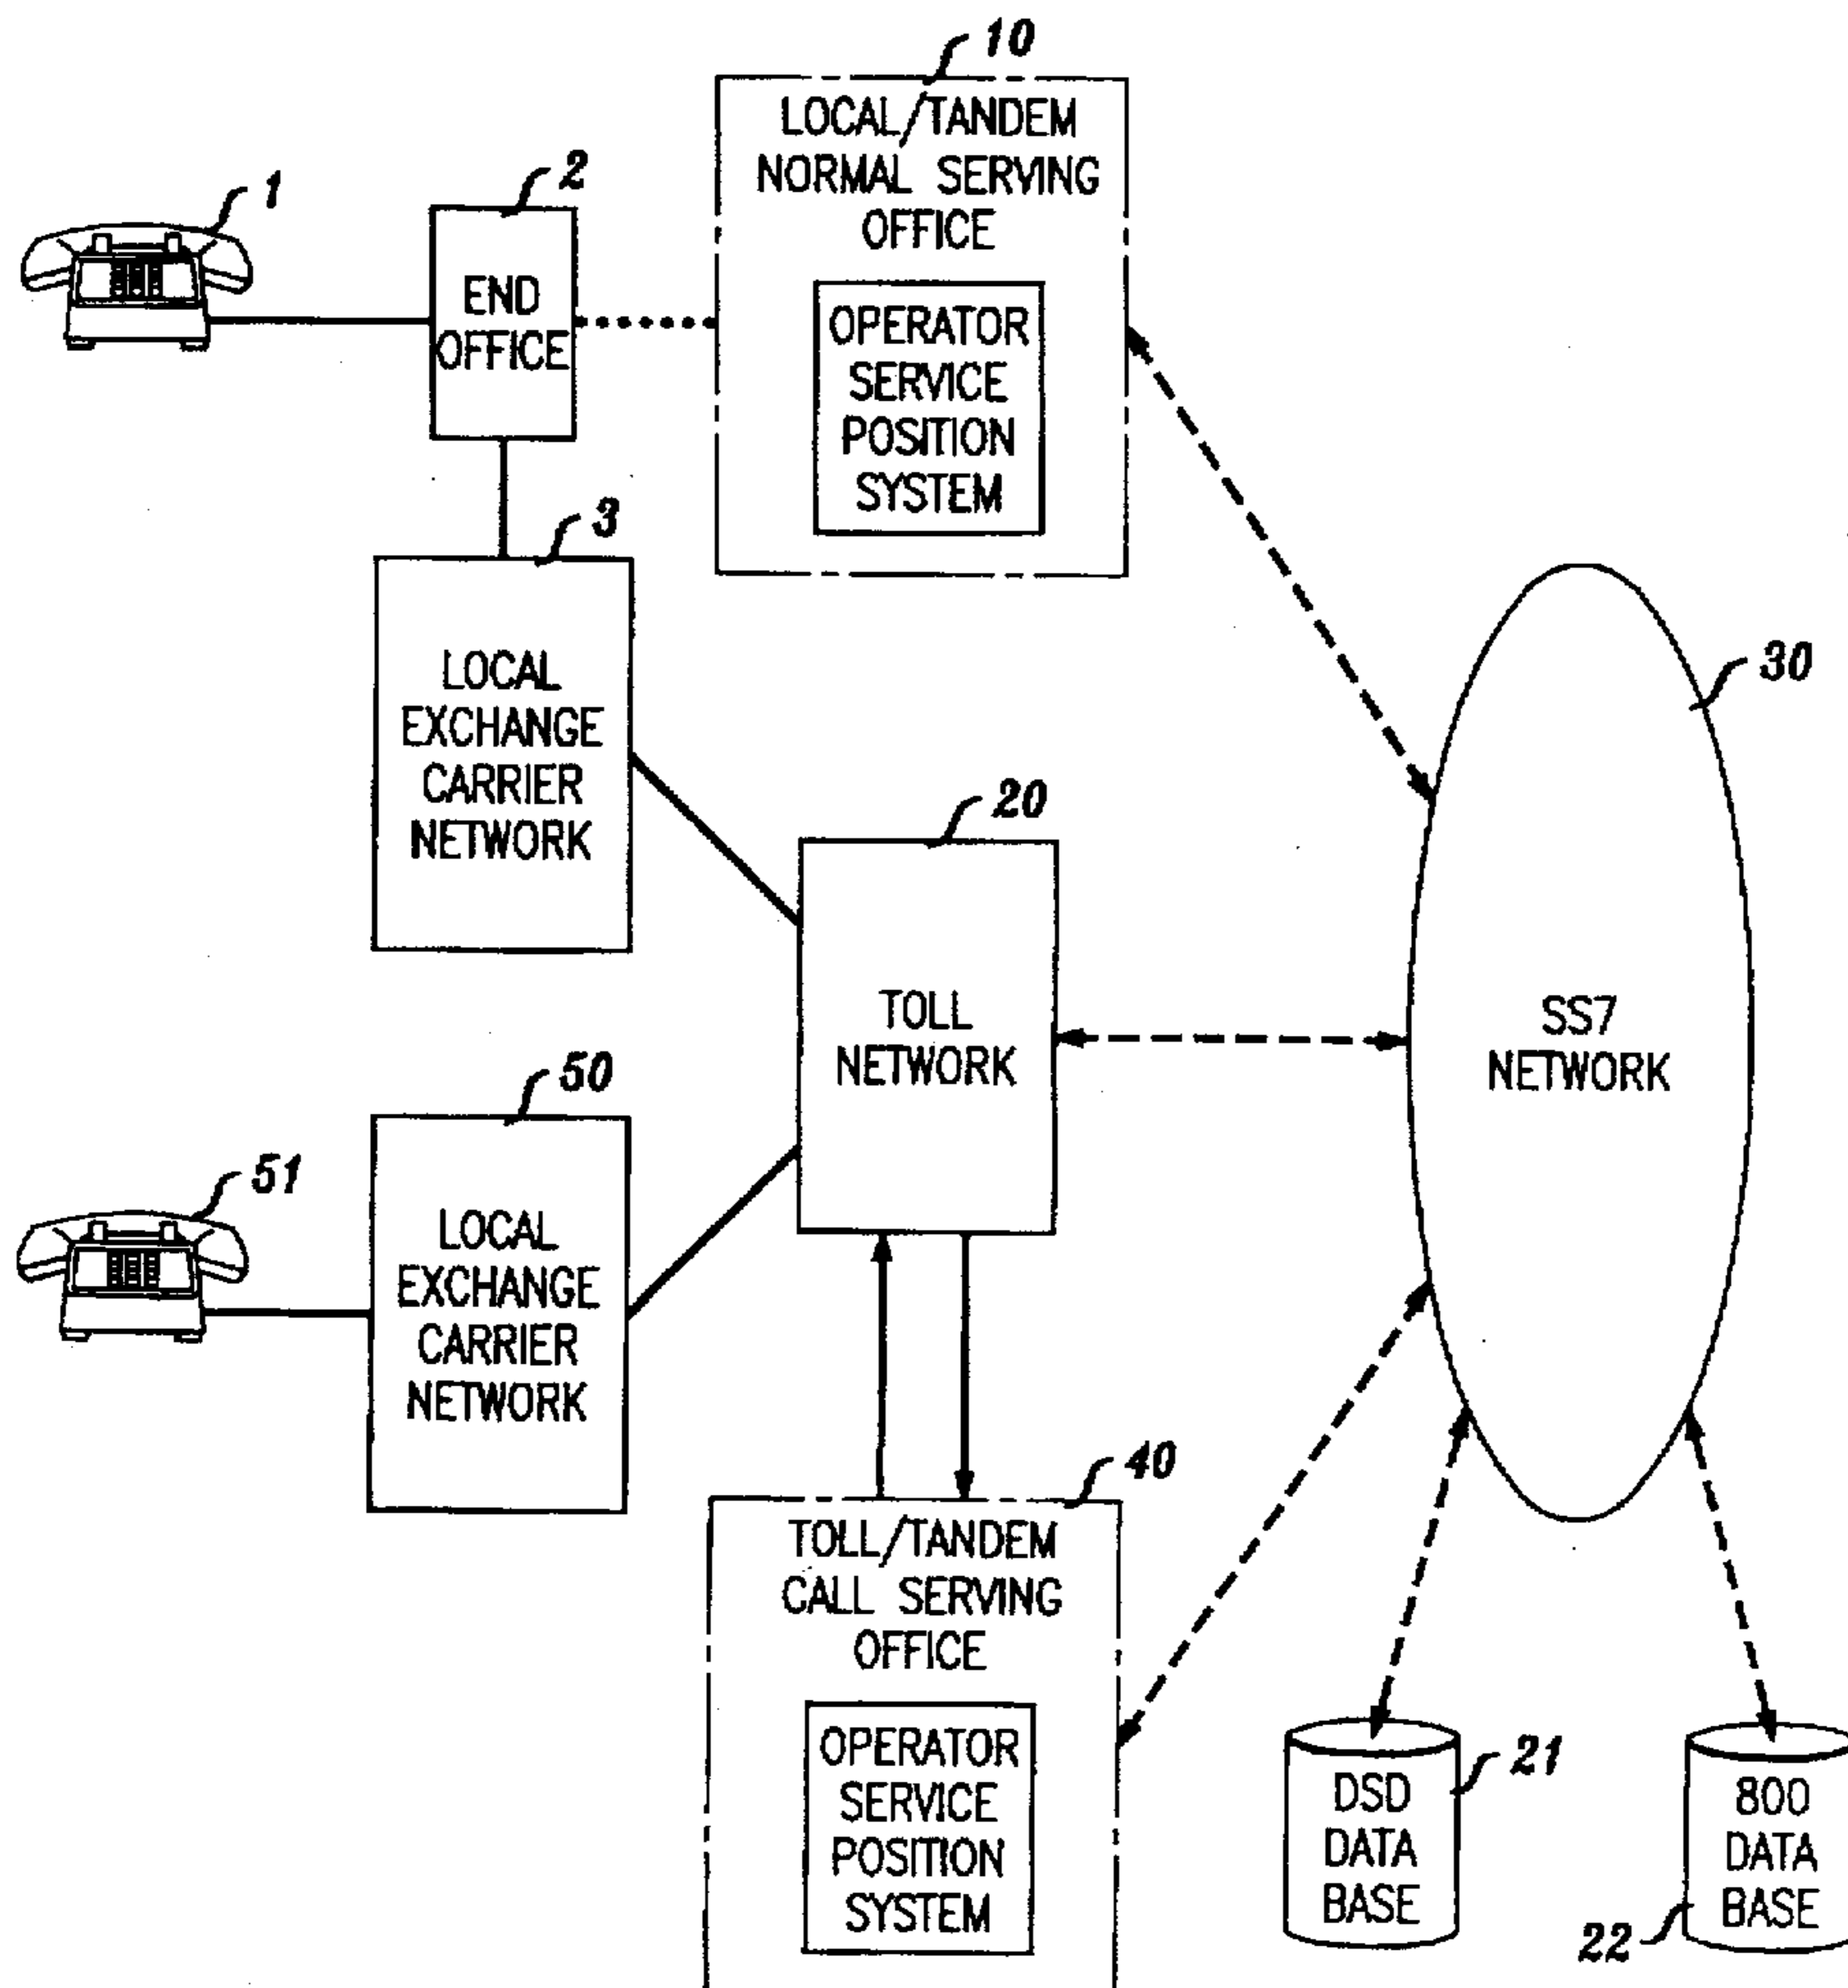 10
LOCAL/TANDEM
NORMAL SERVING
OFFICE
OPERATOR
SERVICE
POSITION
SYSTEM
1
2
END
OFFICE
3
LOCAL
EXCHANGE
CARRIER
NETWORK
20
TOLL
NETWORK
30
SS7
NETWORK
50
LOCAL
EXCHANGE
CARRIER
NETWORK
51
40
TOLL/TANDEM
CALL SERVING
OFFICE
OPERATOR
SERVICE
POSITION
SYSTEM
21
DSD
DATA
BASE
22
800
DATA
BASE